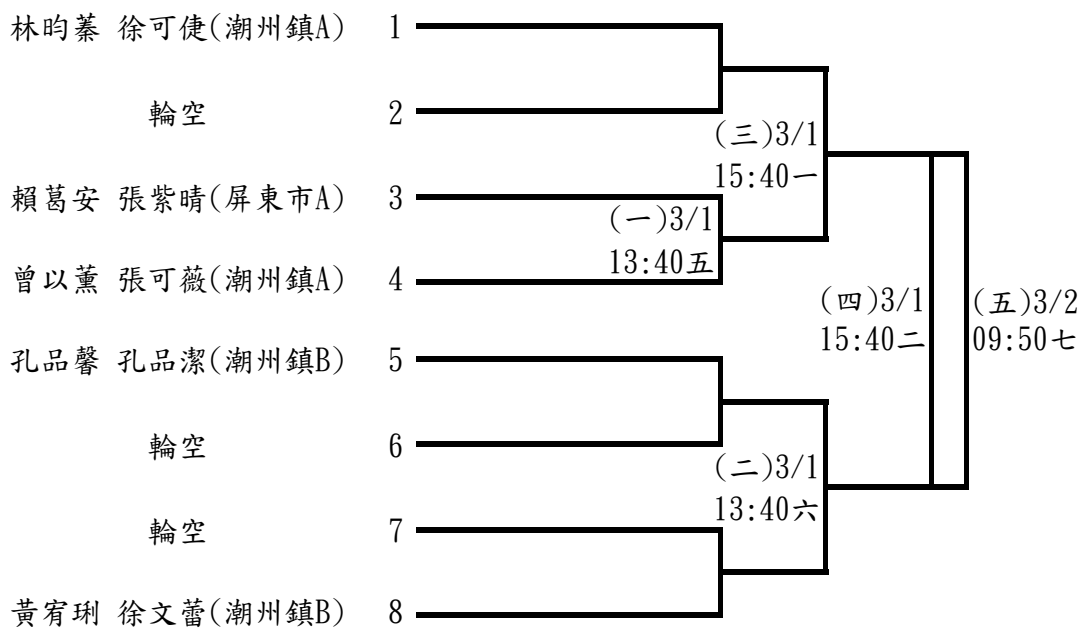 林昀蓁 徐可倢(潮州鎮A) 1
輪空 2
(三)3/1
15:40一
賴葛安 張紫晴(屏東市A) 3
(一)3/1
13:40五
曾以薰 張可薇(潮州鎮A) 4
(四)3/1
15:40二
(五)3/2
09:50七
孔品馨 孔品潔(潮州鎮B) 5
輪空 6
(二)3/1
13:40六
輪空 7
黃宥琍 徐文蕾(潮州鎮B) 8